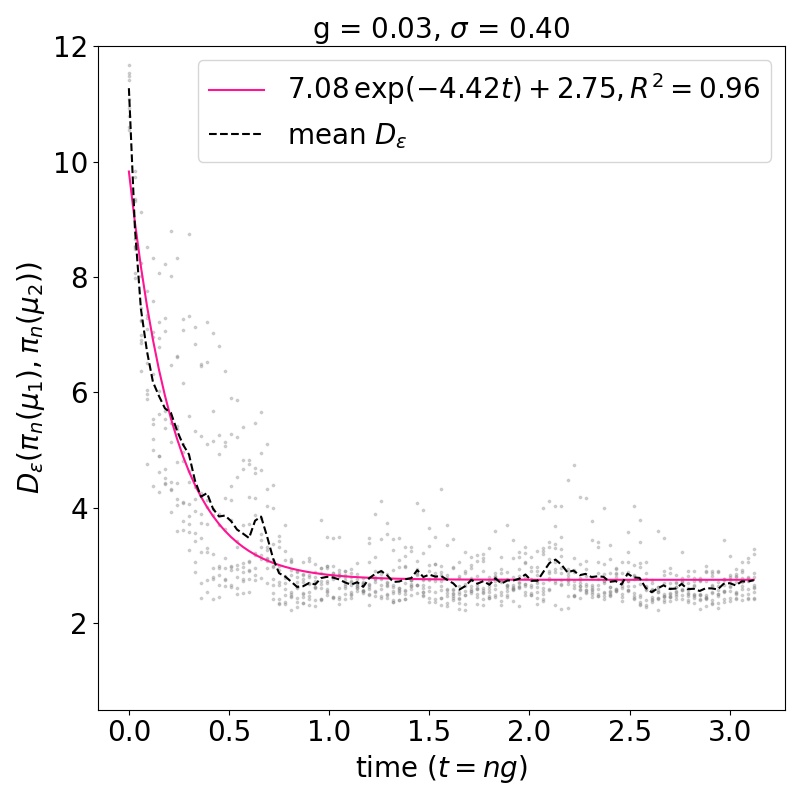 g = 0.03, σ = 0.40
7.08 exp(−4.42t) + 2.75, R² = 0.96
mean D_ε
D_ε(π_n(μ_1), π_n(μ_2))
12
10
8
6
4
2
0.0 0.5 1.0 1.5 2.0 2.5 3.0
time (t = ng)